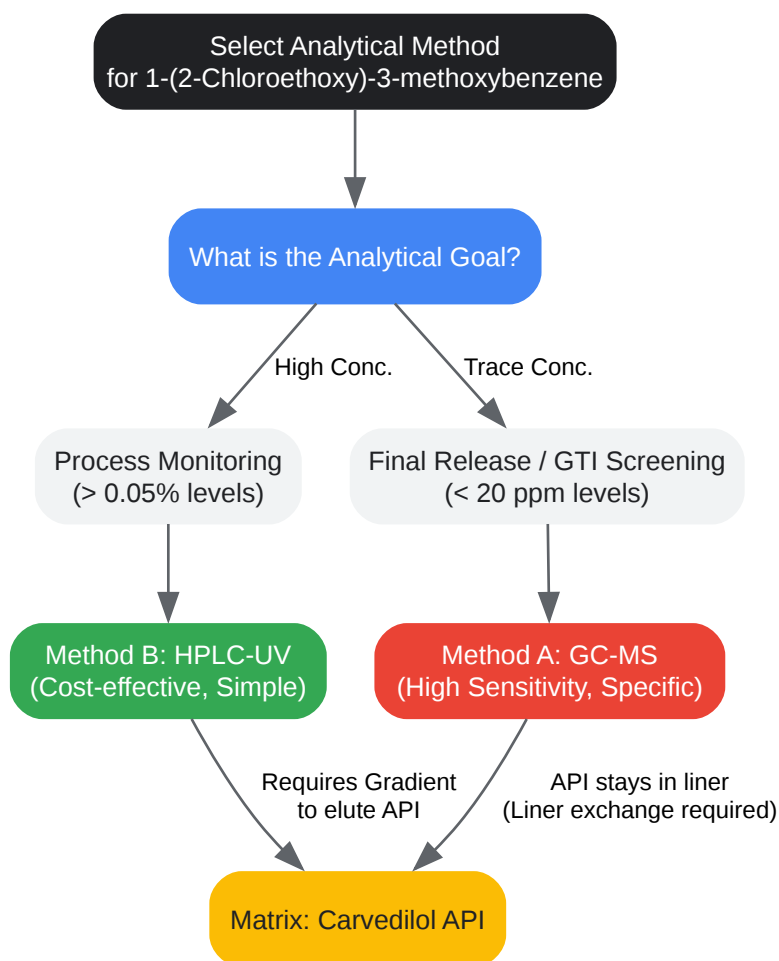 Select Analytical Method
for 1-(2-Chloroethoxy)-3-methoxybenzene
What is the Analytical Goal?
High Conc.
Trace Conc.
Process Monitoring
(> 0.05% levels)
Final Release / GTI Screening
(< 20 ppm levels)
Method B: HPLC-UV
(Cost-effective, Simple)
Method A: GC-MS
(High Sensitivity, Specific)
Requires Gradient
to elute API
API stays in liner
(Liner exchange required)
Matrix: Carvedilol API